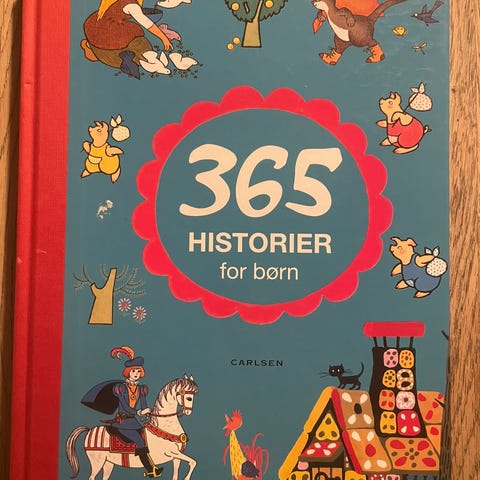 365
HISTORIER
for børn
CARLSEN